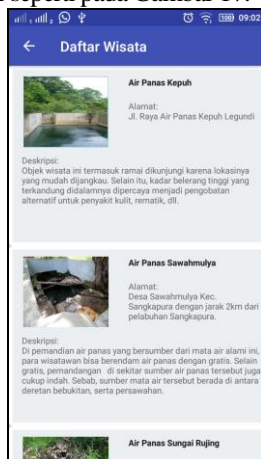 seperti pada Gambar 17.
09:02
Daftar Wisata
Air Panas Kepuh
Alamat:
Jl. Raya Air Panas Kepuh Legundi
Deskripsi:
Objek wisata ini termasuk ramai dikunjungi karena lokasinya
yang mudah dijangkau. Selain itu, kadar belerang tinggi yang
terkandung didalamnya dipercaya menjadi pengobatan
alternatif untuk penyakit kulit, rematik, dll.
Air Panas Sawahmulya
Alamat:
Desa Sawahmulya Kec.
Sangkapura dengan jarak 2km dari
pelabuhan Sangkapura.
Deskripsi:
Di pemandian air panas yang bersumber dari mata air alami ini,
para wisatawan bisa berendam air panas dengan gratis. Selain
gratis, pemandangan di sekitar sumber air panas tersebut juga
cukup indah. Sebab, sumber mata air tersebut berada di antara
deretan bebukitan, serta persawahan.
Air Panas Sungai Rujing